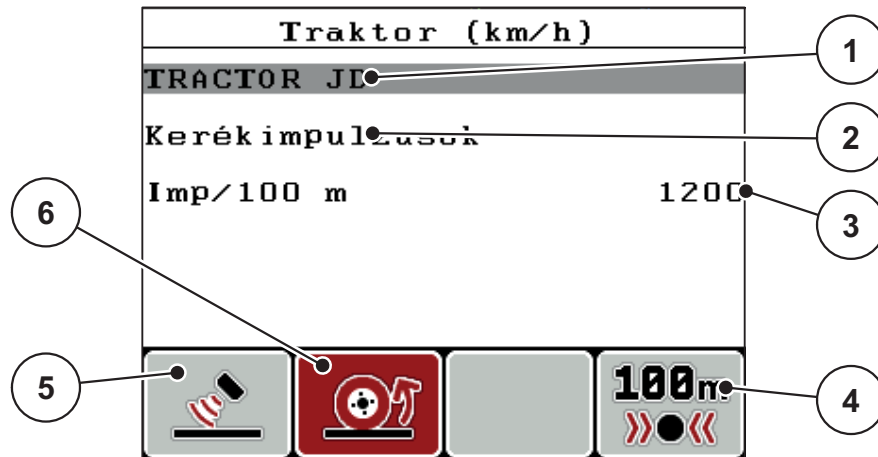 Traktor (km/h)
TRACTOR JD
Kerékimpulzusok
Imp/100 m 1200
100m
1
2
3
4
5
6